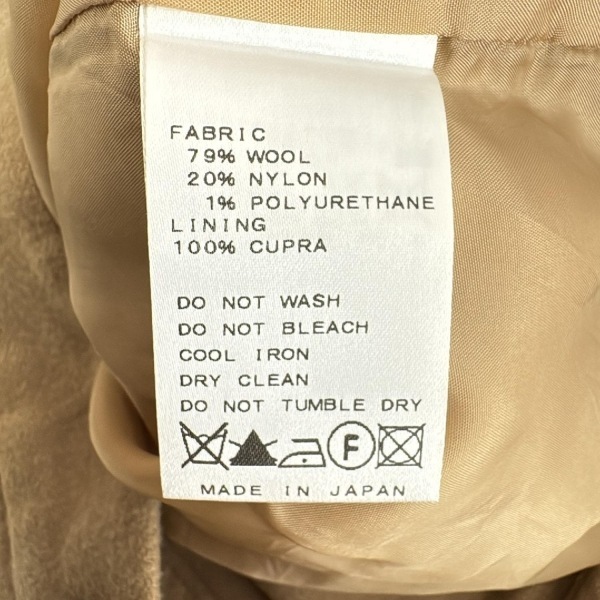 FABRIC
79% WOOL
20% NYLON
1% POLYURETHANE
LINING
100% CUPRA
DO NOT WASH
DO NOT BLEACH
COOL IRON
DRY CLEAN
DO NOT TUMBLE DRY
F
MADE IN JAPAN